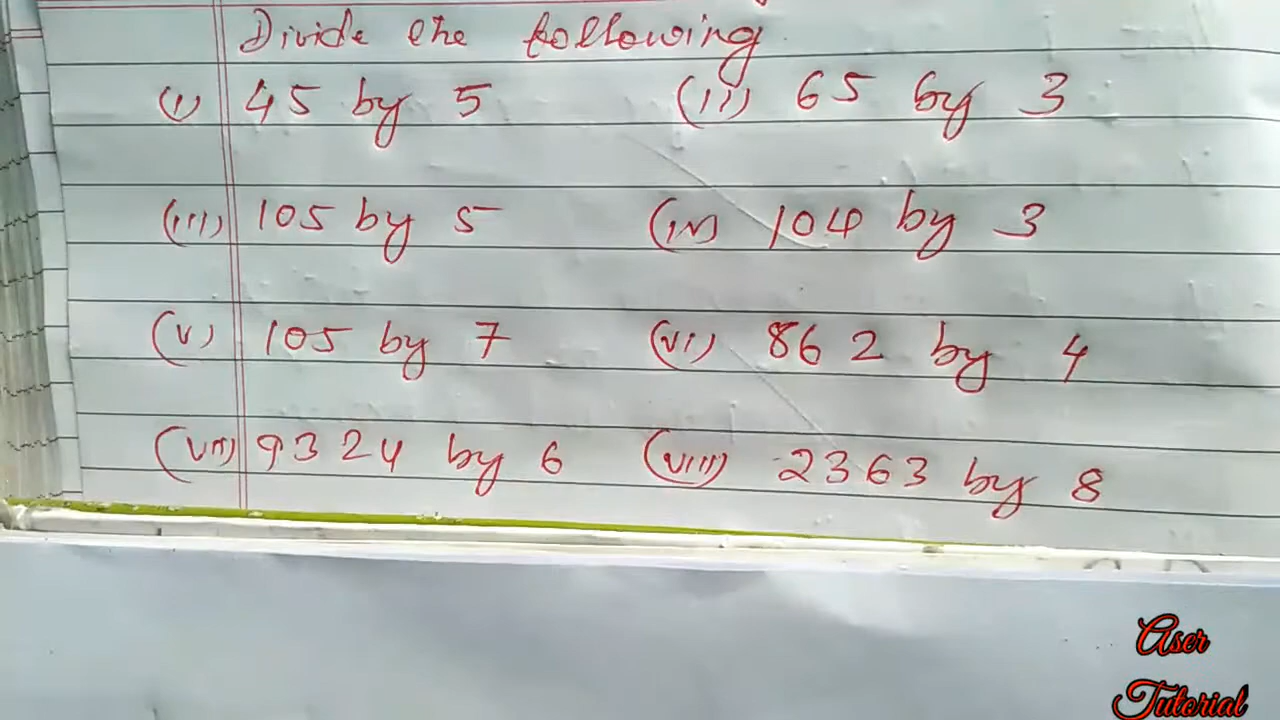 Divide the following
(i) 45 by 5 (ii) 65 by 3
(iii) 105 by 5 (iv) 104 by 3
(v) 105 by 7 (vi) 862 by 4
(vii) 9324 by 6 (viii) 2363 by 8
Aser
Tutorial